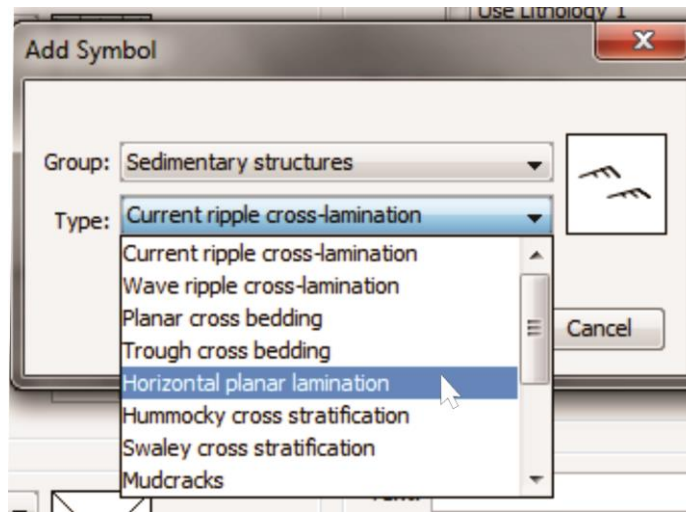 Use Lithology 1
Add Symbol
Group: Sedimentary structures
Type: Current ripple cross-lamination
Current ripple cross-lamination
Wave ripple cross-lamination
Planar cross bedding
Trough cross bedding
Horizontal planar lamination
Cancel
Hummocky cross stratification
Swaley cross stratification
Mudcracks